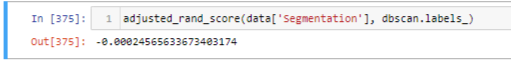 In [375]: 1 adjusted_rand_score(data['Segmentation'], dbscan.labels_)
Out[375]: -0.00024565633673403174